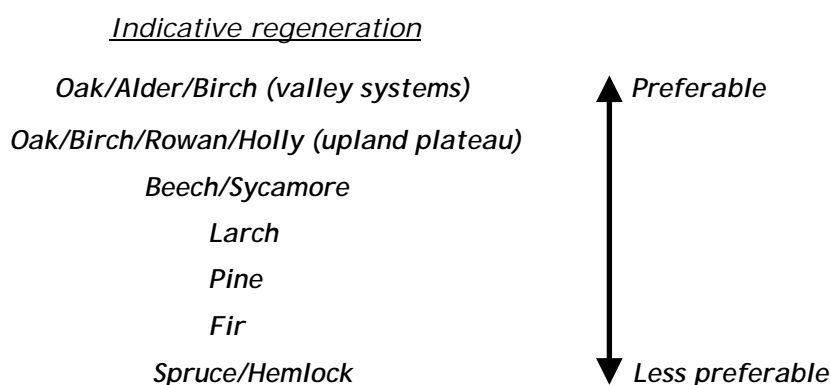 Indicative regeneration
Oak/Alder/Birch (valley systems) Preferable
Oak/Birch/Rowan/Holly (upland plateau)
Beech/Sycamore
Larch
Pine
Fir
Spruce/Hemlock Less preferable